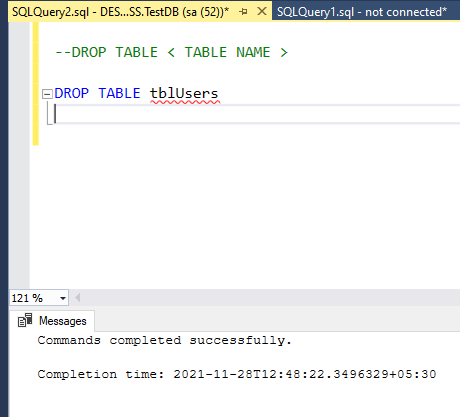 SQLQuery2.sql - DES...SS.TestDB (sa (52))* SQLQuery1.sql - not connected*
--DROP TABLE < TABLE NAME >
DROP TABLE tblUsers
121 %
Messages
Commands completed successfully.
Completion time: 2021-11-28T12:48:22.3496329+05:30